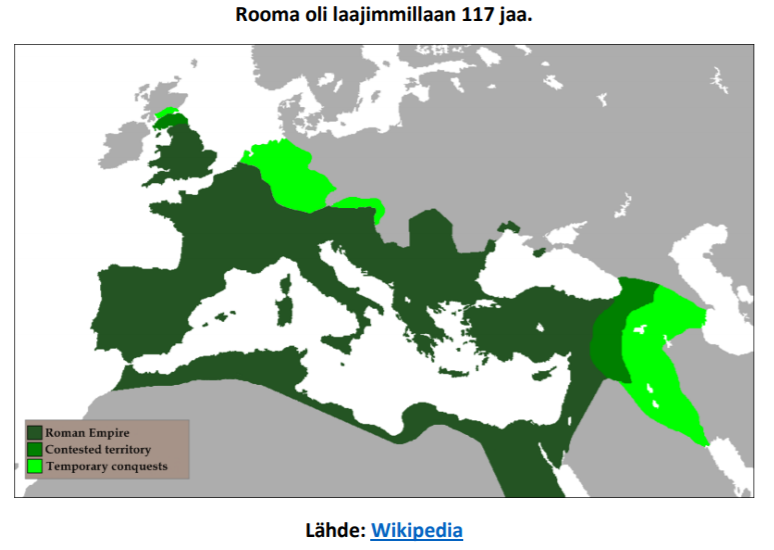 Rooma oli laajimmillaan 117 jaa.
Roman Empire
Contested territory
Temporary conquests
Lähde: Wikipedia